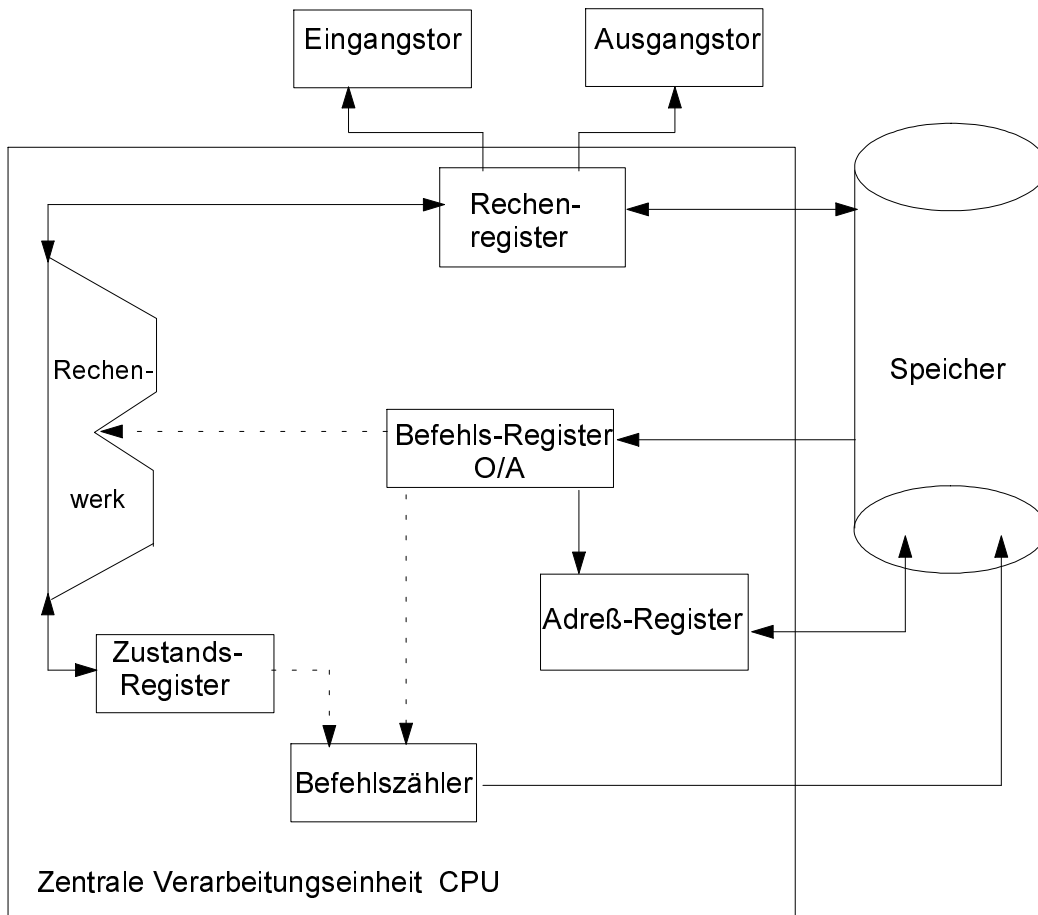 Eingangstor
Ausgangstor
Rechen-
register
Rechen-
werk
Speicher
Befehls-Register
O/A
Adreß-Register
Zustands-
Register
Befehlszähler
Zentrale Verarbeitungseinheit CPU